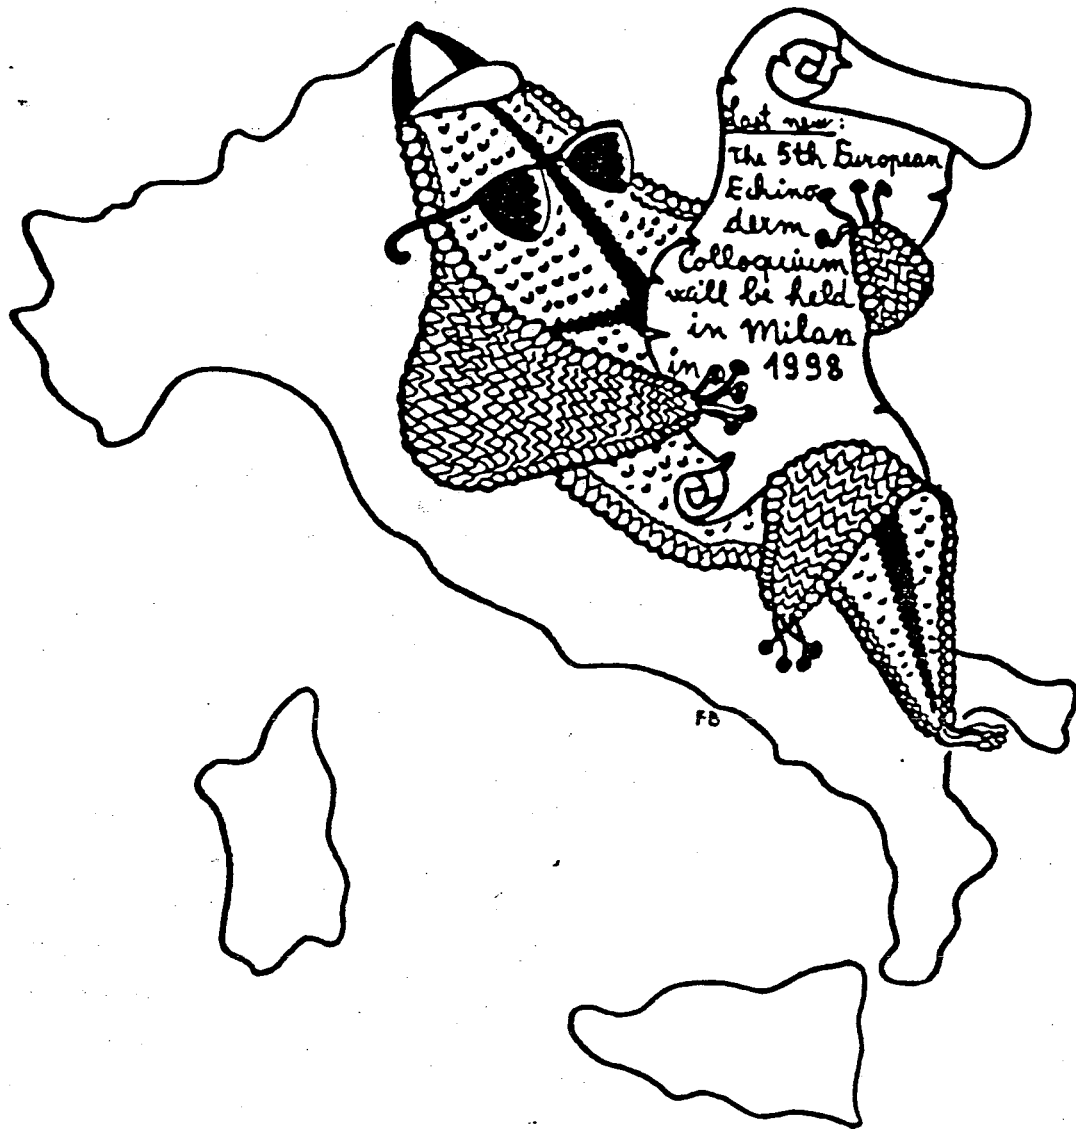 Last new:
The 5th European
Echino
derm
Colloquium
will be held
in Milan
in 1998
FB